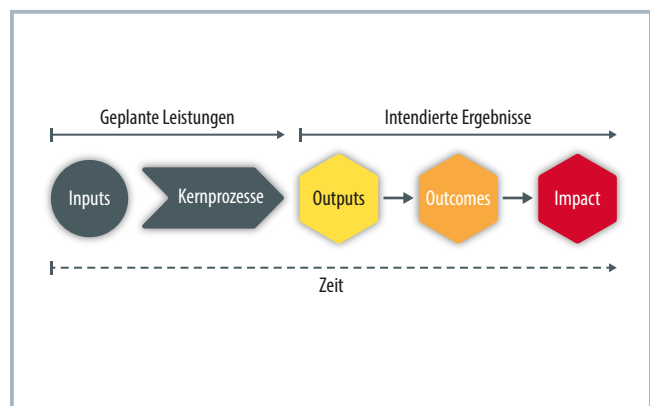 Geplante Leistungen
Intendierte Ergebnisse
Inputs
Kernprozesse
Outputs
Outcomes
Impact
Zeit